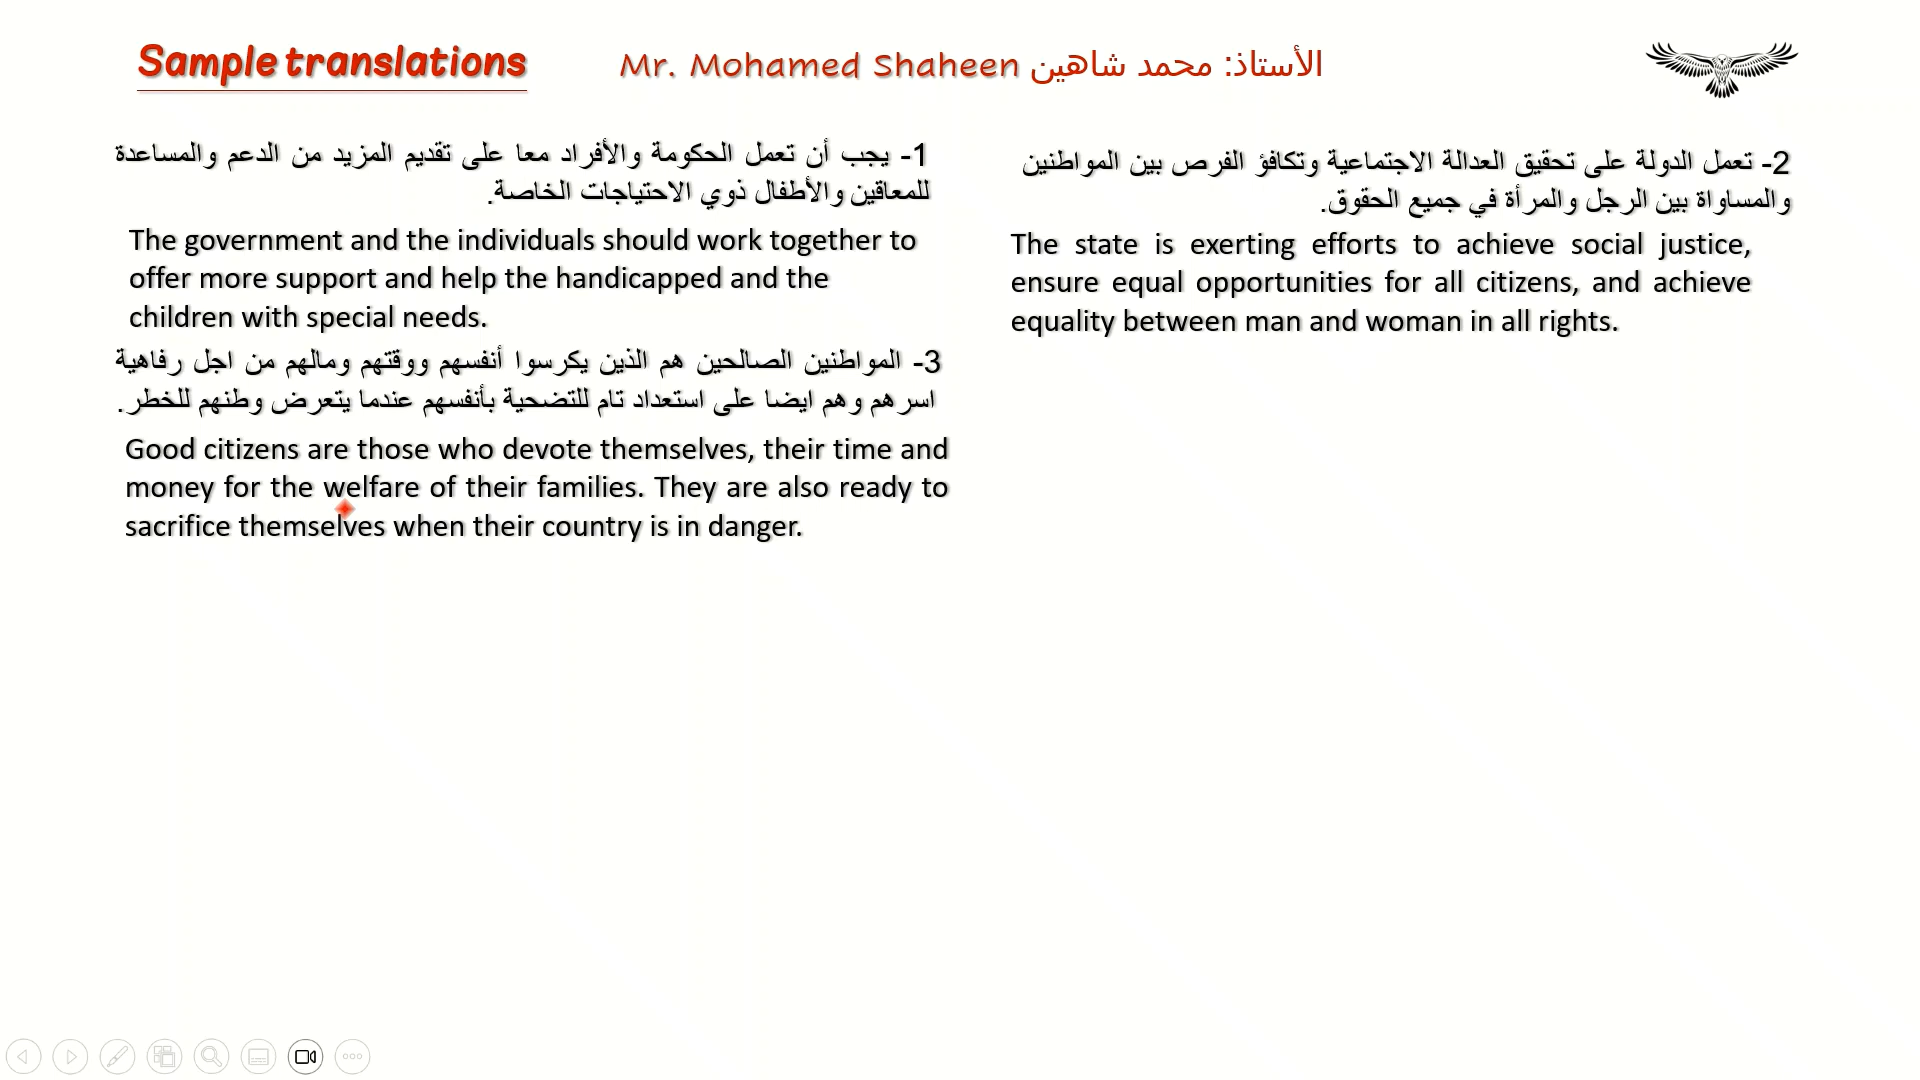 Sample translations
Mr. Mohamed Shaheen الأستاذ: محمد شاهين
1- يجب أن تعمل الحكومة والأفراد معا على تقديم المزيد من الدعم والمساعدة
للمعاقين والأطفال ذوي الاحتياجات الخاصة.
The government and the individuals should work together to
offer more support and help the handicapped and the
children with special needs.
2- تعمل الدولة على تحقيق العدالة الاجتماعية وتكافؤ الفرص بين المواطنين
والمساواة بين الرجل والمرأة في جميع الحقوق.
The state is exerting efforts to achieve social justice,
ensure equal opportunities for all citizens, and achieve
equality between man and woman in all rights.
3- المواطنين الصالحين هم الذين يكرسوا أنفسهم ووقتهم ومالهم من اجل رفاهية
اسرهم وهم ايضا على استعداد تام للتضحية بأنفسهم عندما يتعرض وطنهم للخطر.
Good citizens are those who devote themselves, their time and
money for the welfare of their families. They are also ready to
sacrifice themselves when their country is in danger.